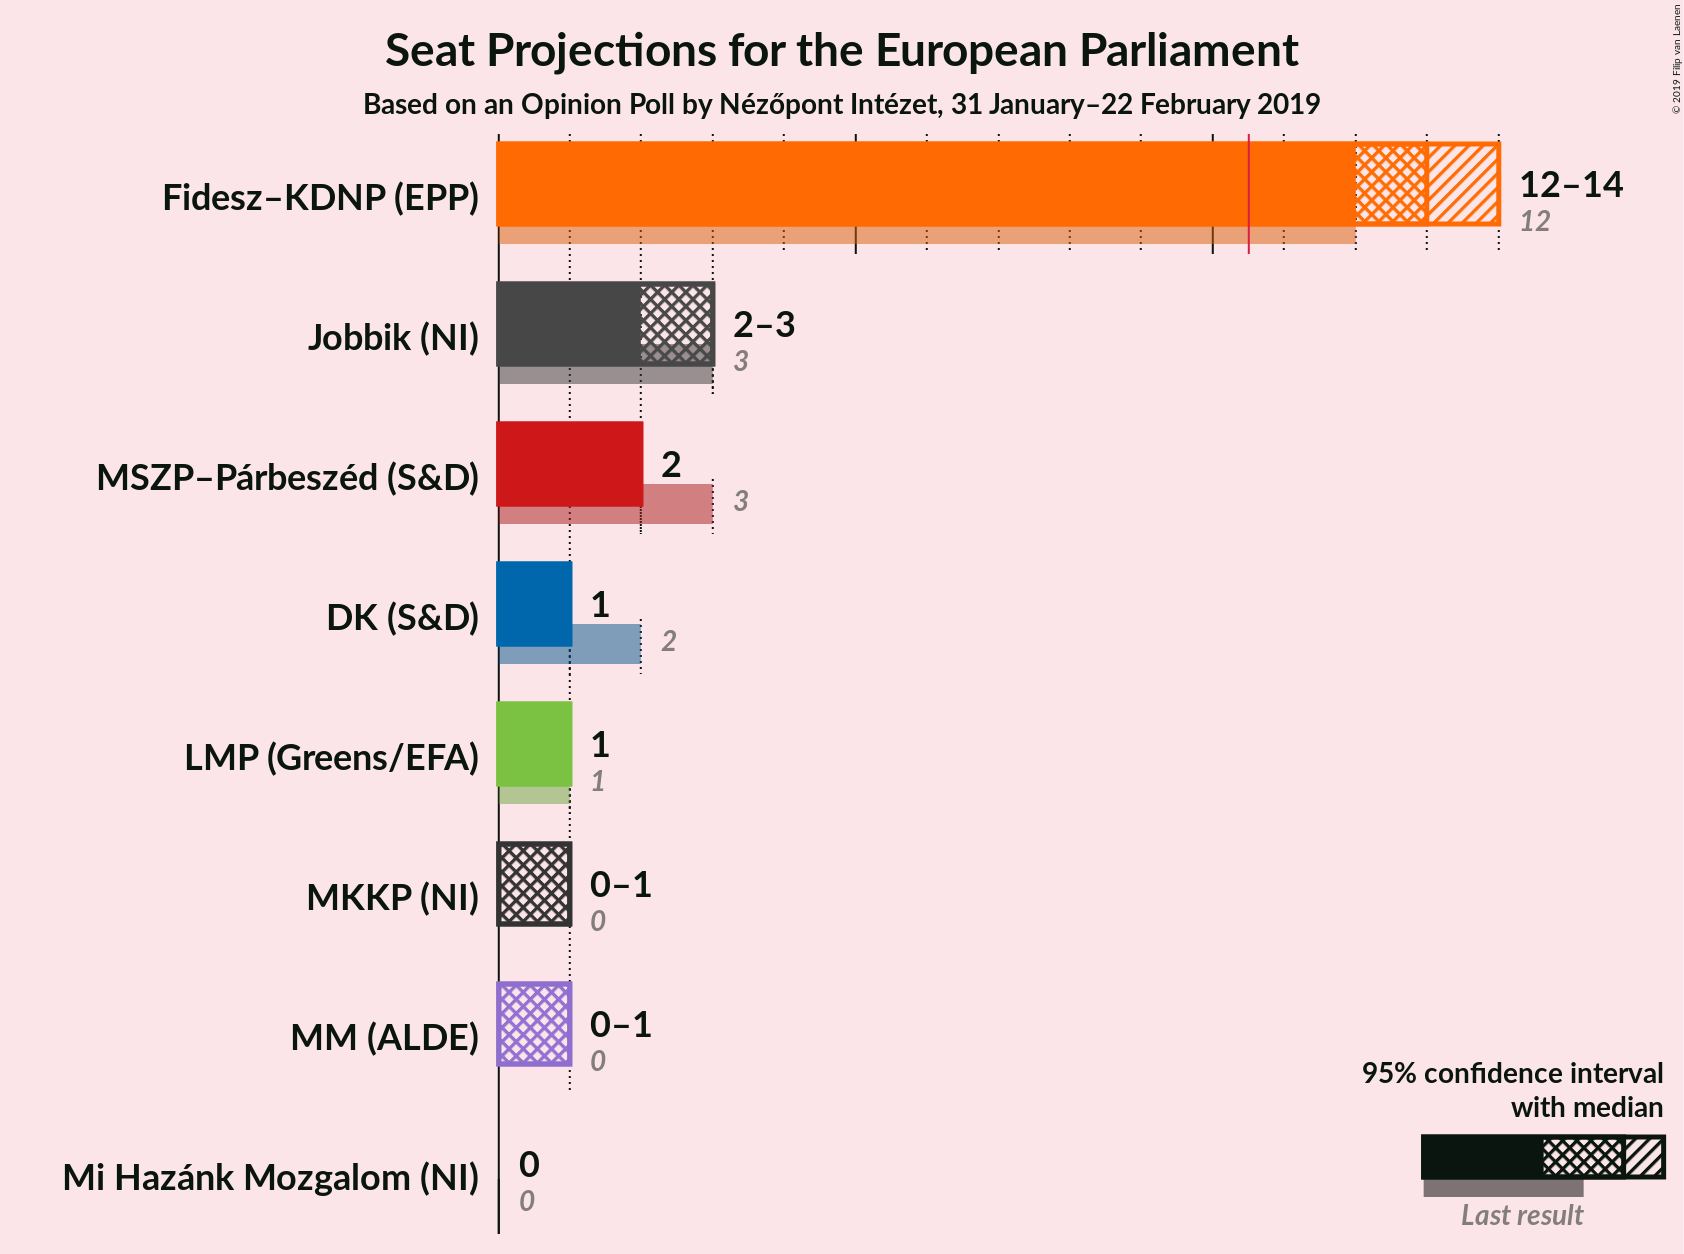 Seat Projections for the European Parliament
Based on an Opinion Poll by Nézőpont Intézet, 31 January–22 February 2019
© 2019 Filip van Laenen
Fidesz–KDNP (EPP)
12–14
12
Jobbik (NI)
2–3
3
MSZP–Párbeszéd (S&D)
2
3
DK (S&D)
1
2
LMP (Greens/EFA)
1
1
MKKP (NI)
0–1
0
MM (ALDE)
0–1
0
Mi Hazánk Mozgalom (NI)
0
0
95% confidence interval
with median
Last result